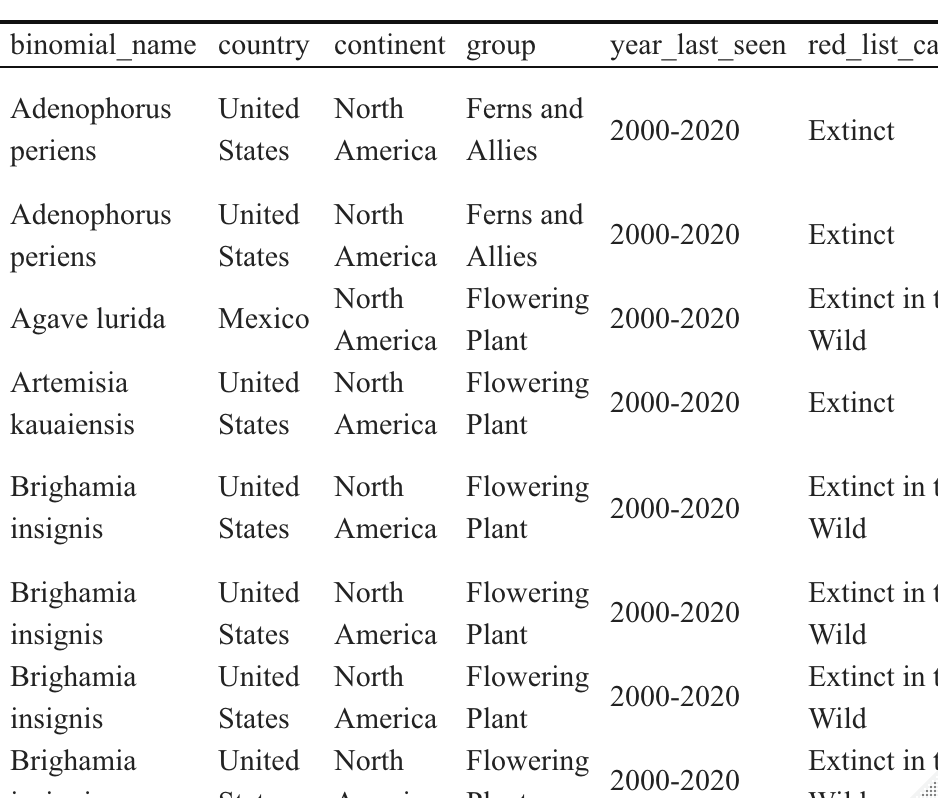 binomial_name country continent group year_last_seen red_list_ca
Adenophorus periens United States North America Ferns and Allies 2000-2020 Extinct
Adenophorus periens United States North America Ferns and Allies 2000-2020 Extinct
Agave lurida Mexico North America Flowering Plant 2000-2020 Extinct in t Wild
Artemisia kauaiensis United States North America Flowering Plant 2000-2020 Extinct
Brighamia insignis United States North America Flowering Plant 2000-2020 Extinct in t Wild
Brighamia insignis United States North America Flowering Plant 2000-2020 Extinct in t Wild
Brighamia insignis United States North America Flowering Plant 2000-2020 Extinct in t Wild
Brighamia United North Flowering 2000-2020 Extinct in t